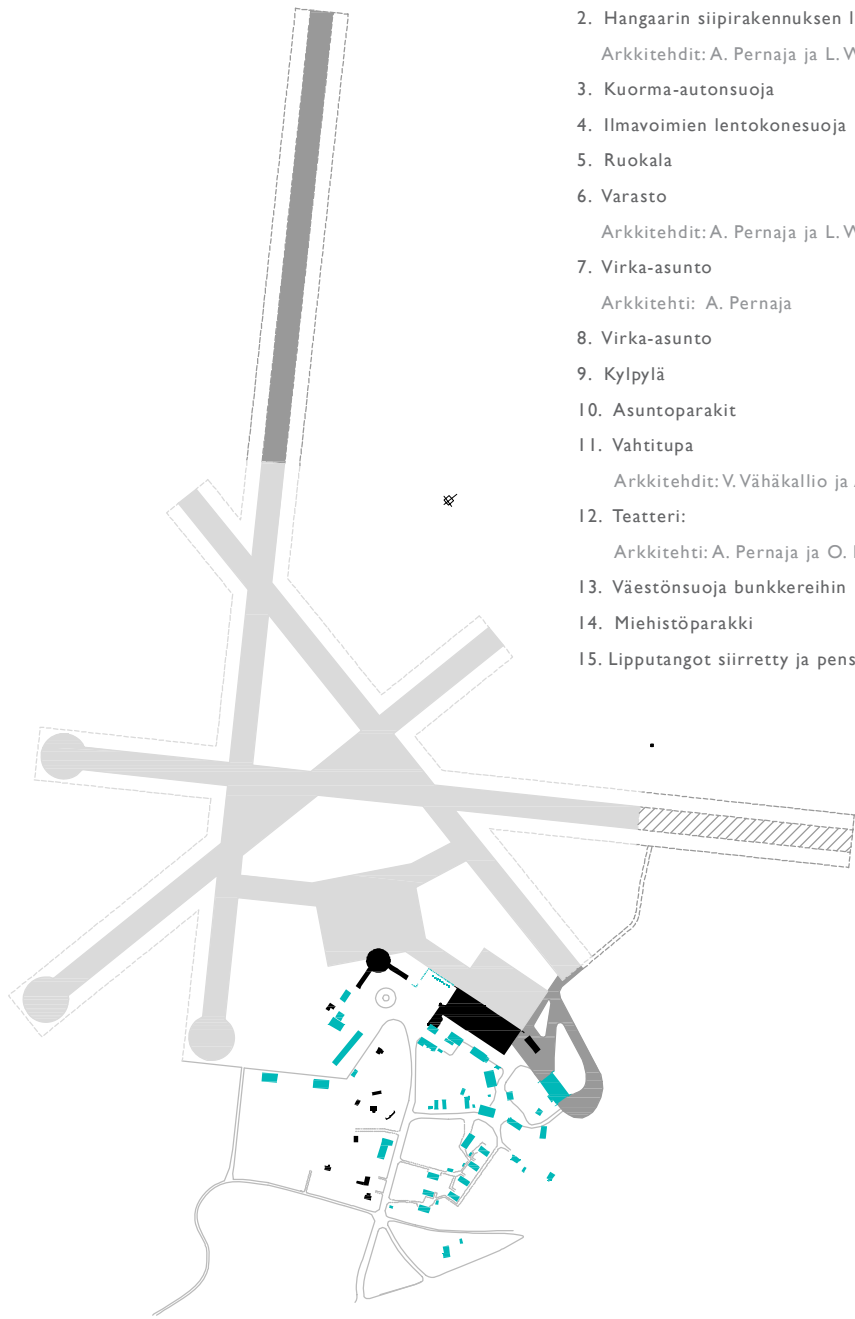 2. Hangaarin siipirakennuksen
Arkkitehdit: A. Pernaja ja L.
3. Kuorma-autonsuoja
4. Ilmavoimien lentokonesuoja
5. Ruokala
6. Varasto
Arkkitehdit: A. Pernaja ja L.
7. Virka-asunto
Arkkitehti: A. Pernaja
8. Virka-asunto
9. Kylpylä
10. Asuntoparakit
11. Vahtitupa
Arkkitehdit: V. Vähäkallio ja
12. Teatteri:
Arkkitehti: A. Pernaja ja O.
13. Väestönsuoja bunkkereihin
14. Miehistöparakki
15. Lipputangot siirretty ja